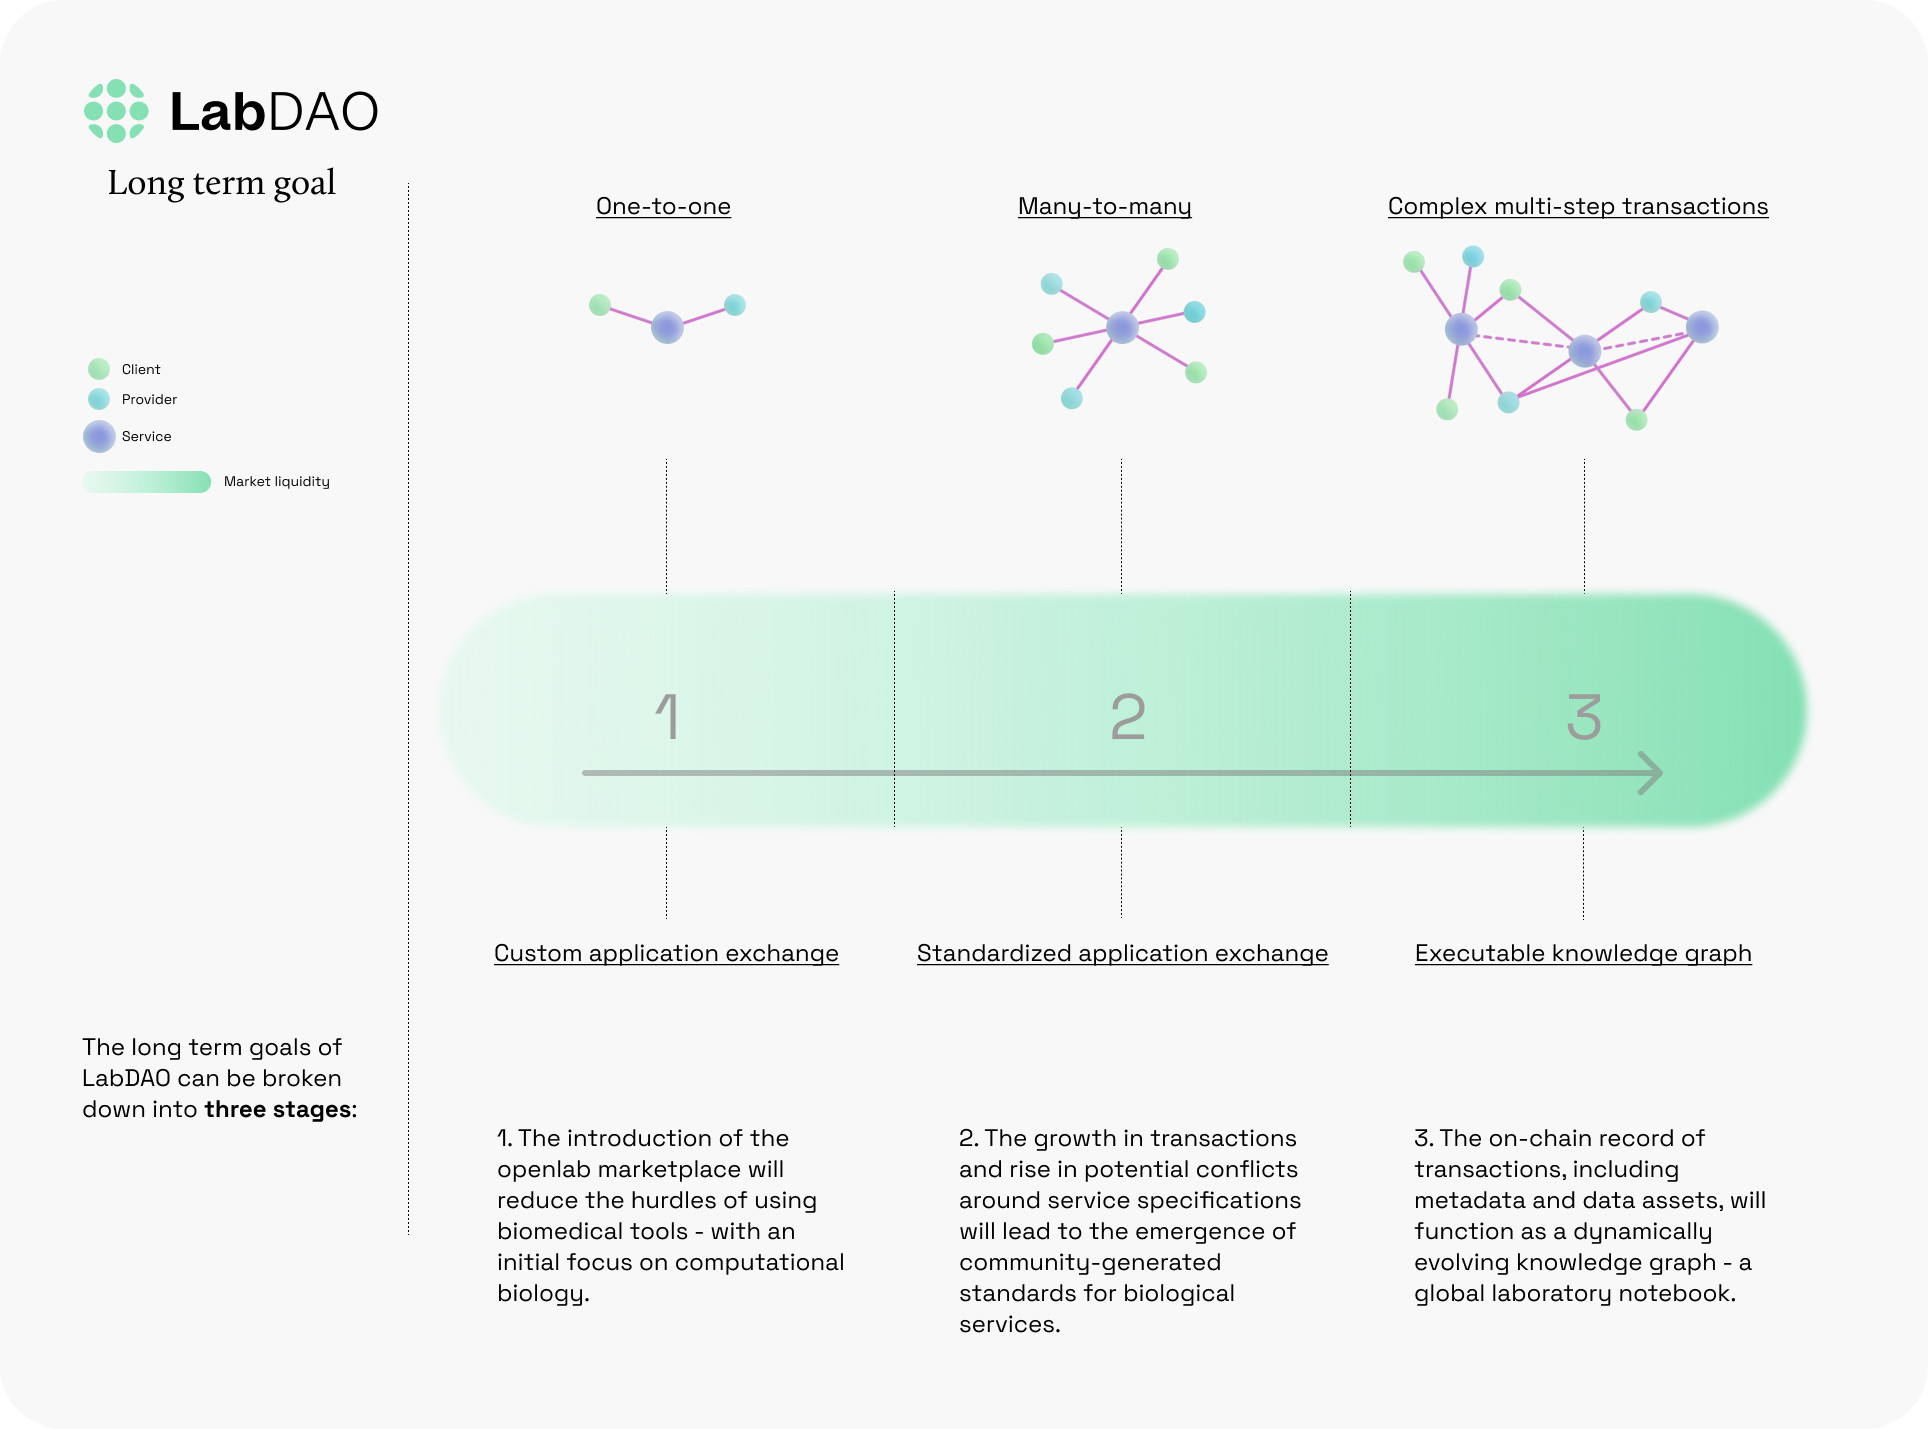 LabDAO
Long term goal
Client
Provider
Service
Market liquidity
The long term goals of
LabDAO can be broken
down into three stages:
One-to-one
Many-to-many
Complex multi-step transactions
1
2
3
Custom application exchange
Standardized application exchange
Executable knowledge graph
1. The introduction of the
openlab marketplace will
reduce the hurdles of using
biomedical tools - with an
initial focus on computational
biology.
2. The growth in transactions
and rise in potential conflicts
around service specifications
will lead to the emergence of
community-generated
standards for biological
services.
3. The on-chain record of
transactions, including
metadata and data assets, will
function as a dynamically
evolving knowledge graph - a
global laboratory notebook.